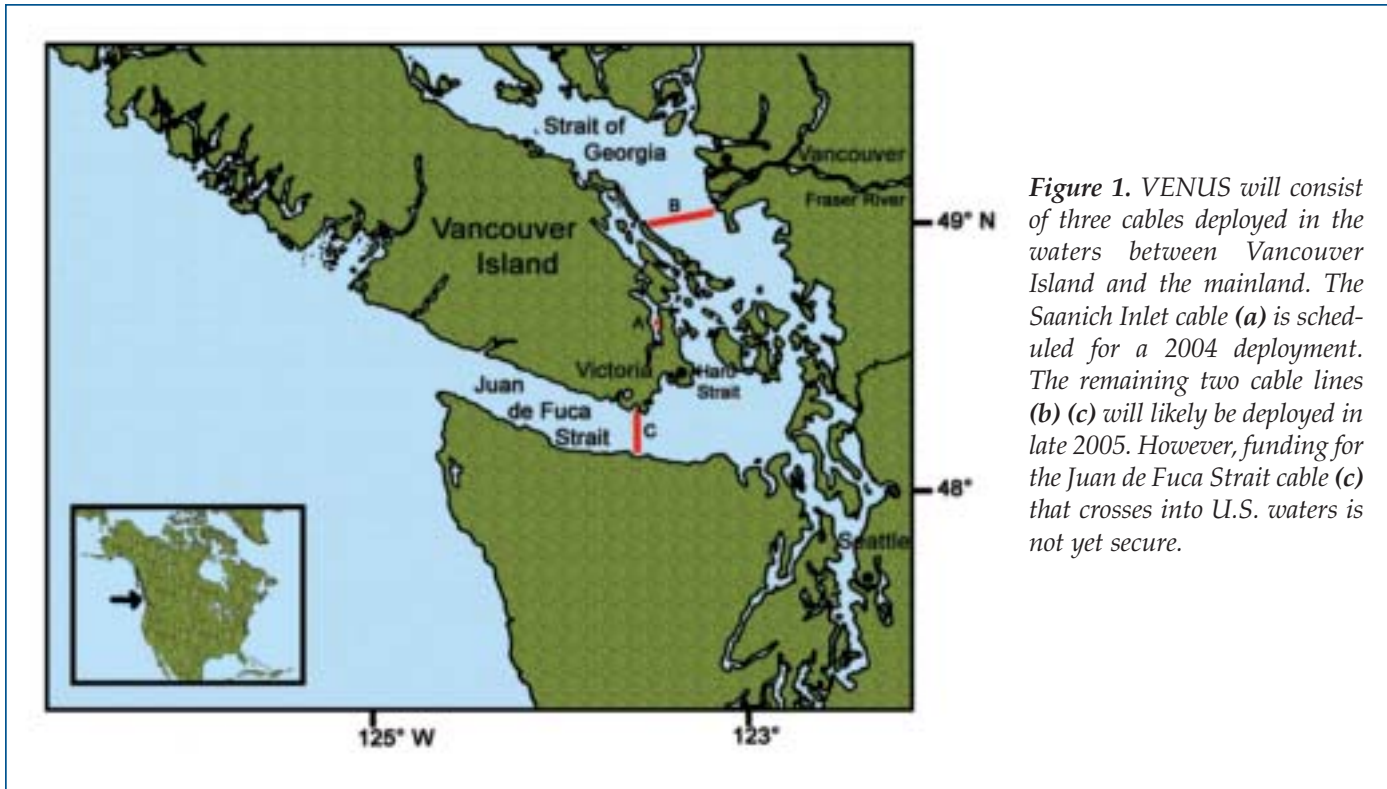 Strait of
Georgia
Vancouver
Fraser River
B
49° N
Vancouver
Island
A
Victoria
Haro
Strait
Juan
de Fuca
Strait
C
48°
Seattle
125° W
123°
Figure 1. VENUS will consist
of three cables deployed in the
waters between Vancouver
Island and the mainland. The
Saanich Inlet cable (a) is sched-
uled for a 2004 deployment.
The remaining two cable lines
(b) (c) will likely be deployed in
late 2005. However, funding for
the Juan de Fuca Strait cable (c)
that crosses into U.S. waters is
not yet secure.